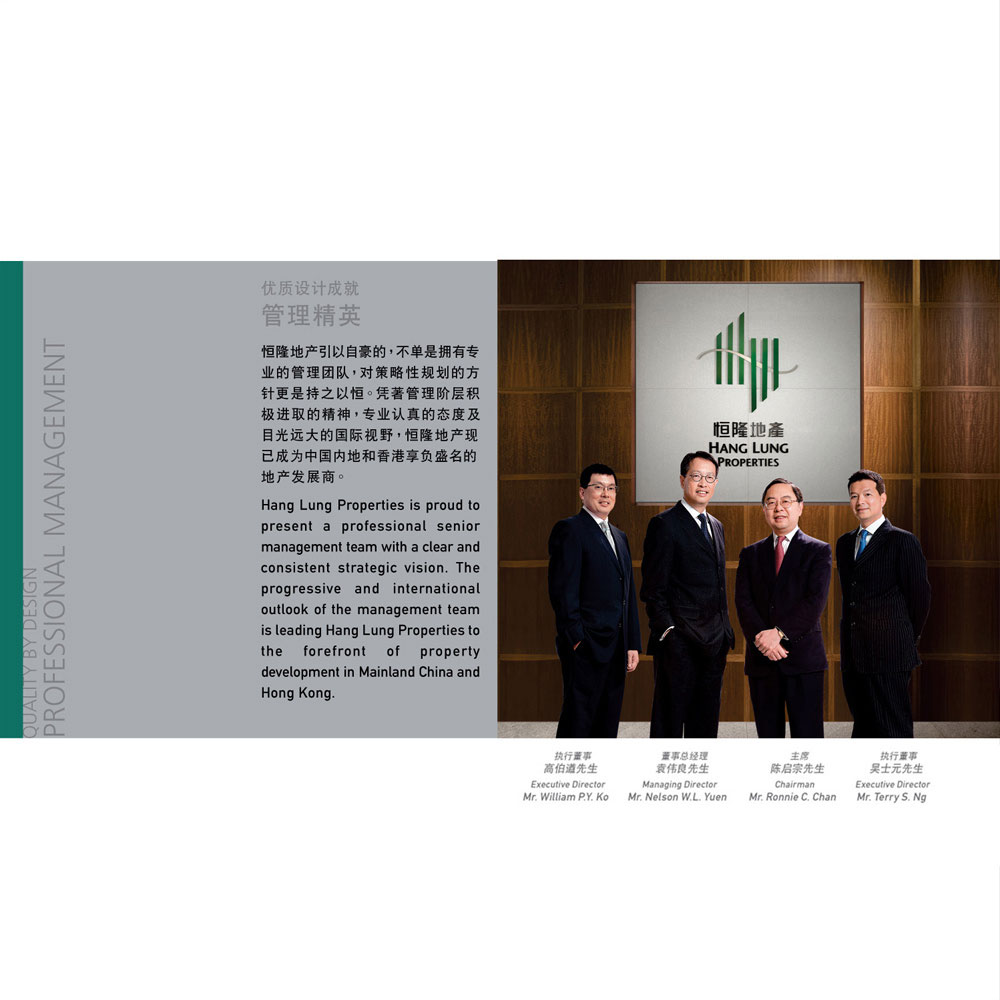 QUALITY BY DESIGN
PROFESSIONAL MANAGEMENT
优质设计成就
管理精英
恒隆地产引以自豪的，不单是拥有专
业的管理团队，对策略性规划的方
针更是持之以恒。凭著管理阶层积
极进取的精神，专业认真的态度及
目光远大的国际视野，恒隆地产现
已成为中国内地和香港享负盛名的
地产发展商。
Hang Lung Properties is proud to
present a professional senior
management team with a clear and
consistent strategic vision. The
progressive and international
outlook of the management team
is leading Hang Lung Properties to
the forefront of property
development in Mainland China and
Hong Kong.
恒隆地產
HANG LUNG
PROPERTIES
执行董事
高伯遒先生
Executive Director
Mr. William P.Y. Ko
董事总经理
袁伟良先生
Managing Director
Mr. Nelson W.L. Yuen
主席
陈启宗先生
Chairman
Mr. Ronnie C. Chan
执行董事
吴士元先生
Executive Director
Mr. Terry S. Ng